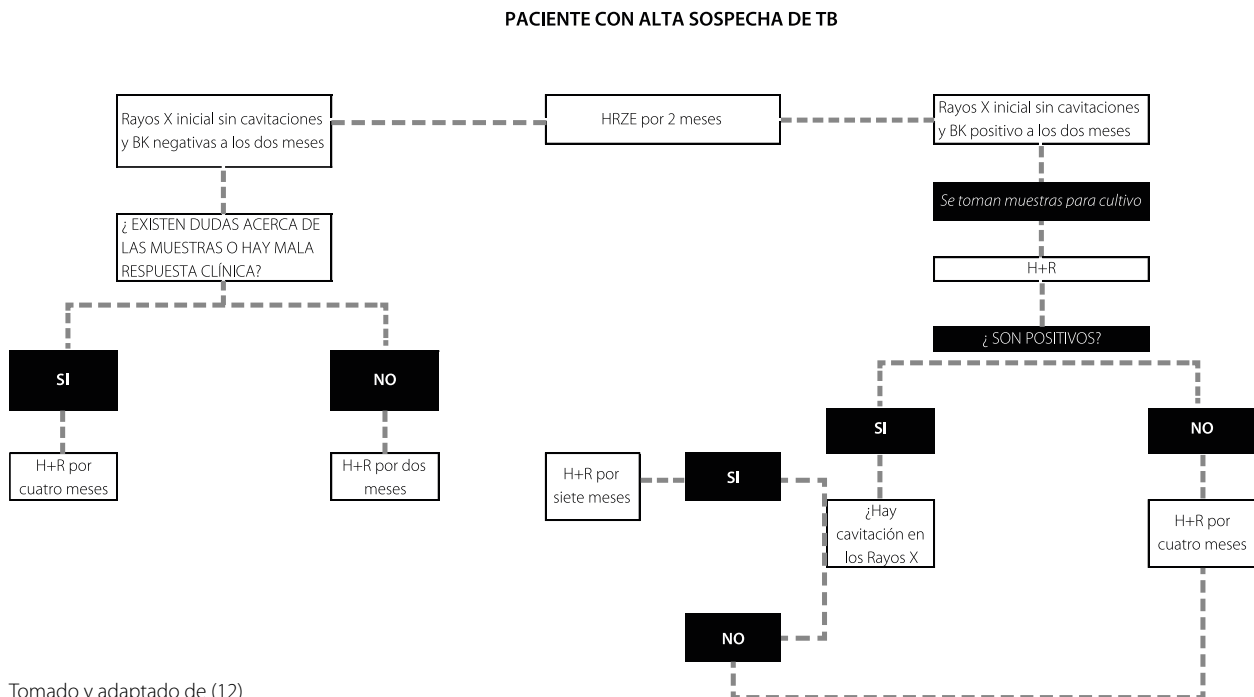 PACIENTE CON ALTA SOSPECHA DE TB
Rayos X inicial sin cavitaciones
y BK negativas a los dos meses
HRZE por 2 meses
Rayos X inicial sin cavitaciones
y BK positivo a los dos meses
¿ EXISTEN DUDAS ACERCA DE
LAS MUESTRAS O HAY MALA
RESPUESTA CLÍNICA?
Se toman muestras para cultivo
H+R
¿ SON POSITIVOS?
SI
NO
SI
NO
H+R por
cuatro meses
H+R por dos
meses
H+R por
siete meses
SI
¿Hay
cavitación en
los Rayos X
H+R por
cuatro meses
NO
Tomado y adaptado de (12)